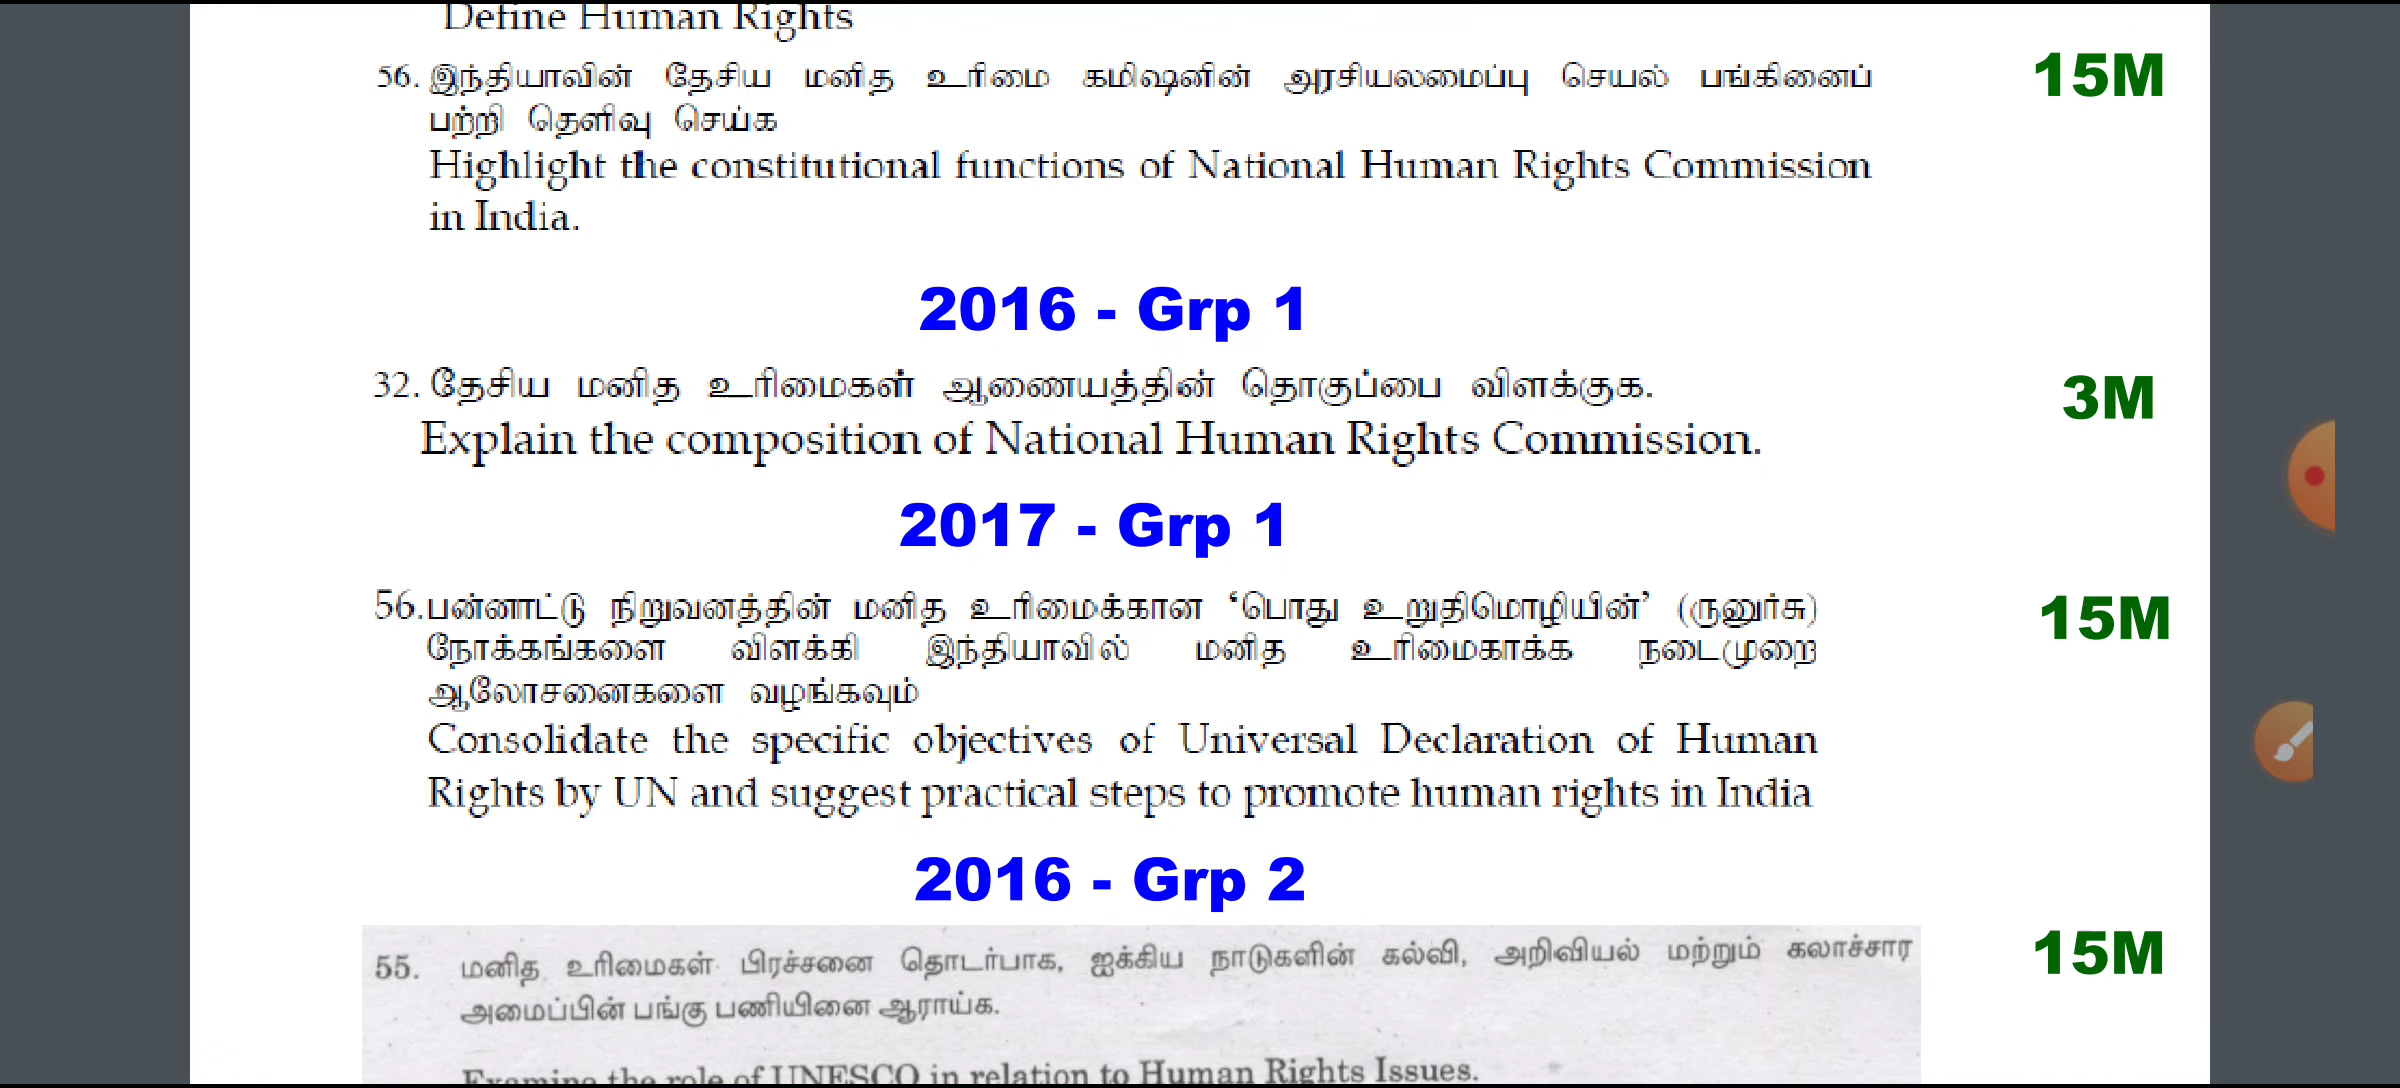 Define Human Rights
56. இந்தியாவின் தேசிய மனித உரிமை கமிஷனின் அரசியலமைப்பு செயல் பங்கினைப் 15M
பற்றி தெளிவு செய்க
Highlight the constitutional functions of National Human Rights Commission
in India.
2016 - Grp 1
32. தேசிய மனித உரிமைகள் ஆணையத்தின் தொகுப்பை விளக்குக. 3M
Explain the composition of National Human Rights Commission.
2017 - Grp 1
56.பன்னாட்டு நிறுவனத்தின் மனித உரிமைக்கான ‘பொது உறுதிமொழியின்’ (ருனுர்சு) 15M
நோக்கங்களை விளக்கி இந்தியாவில் மனித உரிமைகாக்க நடைமுறை
ஆலோசனைகளை வழங்கவும்
Consolidate the specific objectives of Universal Declaration of Human
Rights by UN and suggest practical steps to promote human rights in India
2016 - Grp 2
55. மனித உரிமைகள் பிரச்சனை தொடர்பாக, ஐக்கிய நாடுகளின் கல்வி, அறிவியல் மற்றும் கலாச்சார 15M
அமைப்பின் பங்கு பணியினை ஆராய்க.
Examine the role of UNESCO in relation to Human Rights Issues.